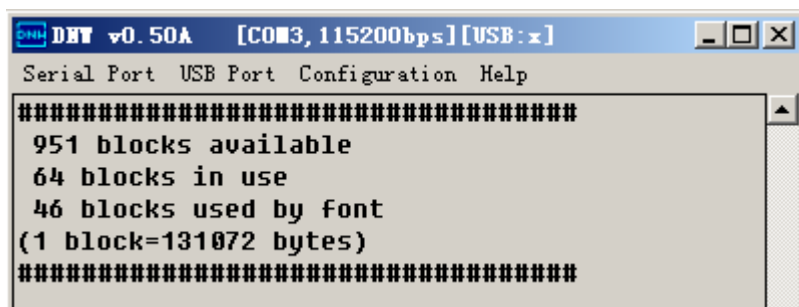 DNW v0.50A [COM3,115200bps][USB:x]
Serial Port USB Port Configuration Help
###################################
951 blocks available
64 blocks in use
46 blocks used by font
(1 block=131072 bytes)
###################################